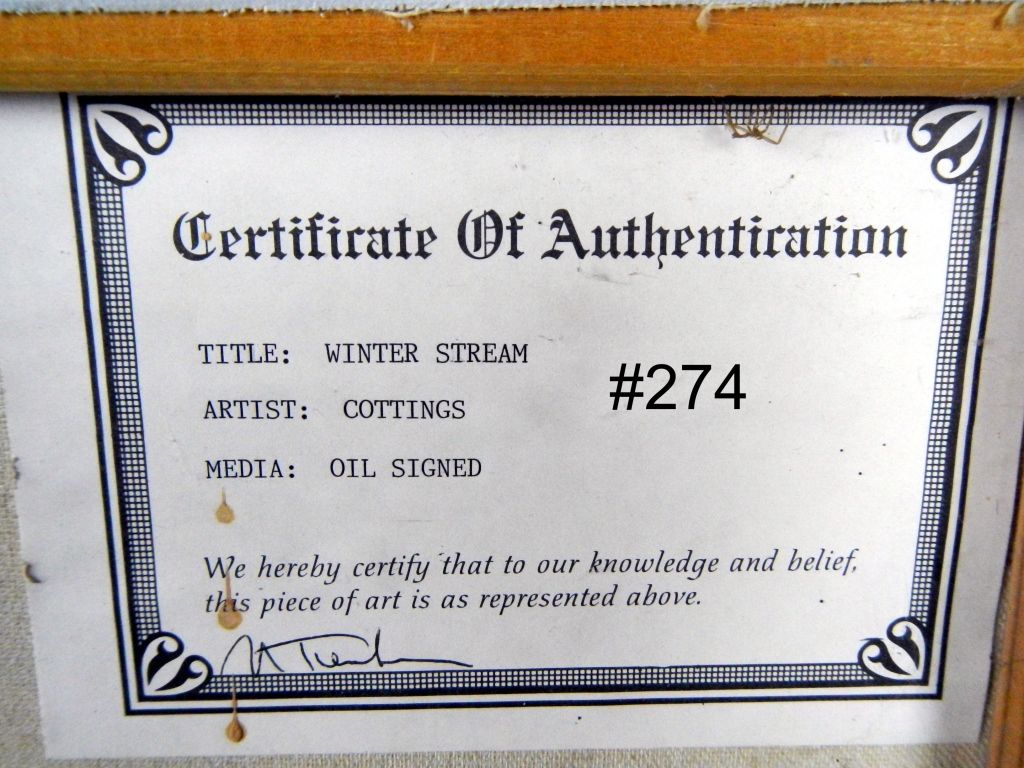 Certificate Of Authentication
TITLE: WINTER STREAM
#274
ARTIST: COTTINGS
MEDIA: OIL SIGNED
We hereby certify that to our knowledge and belief,
this piece of art is as represented above.